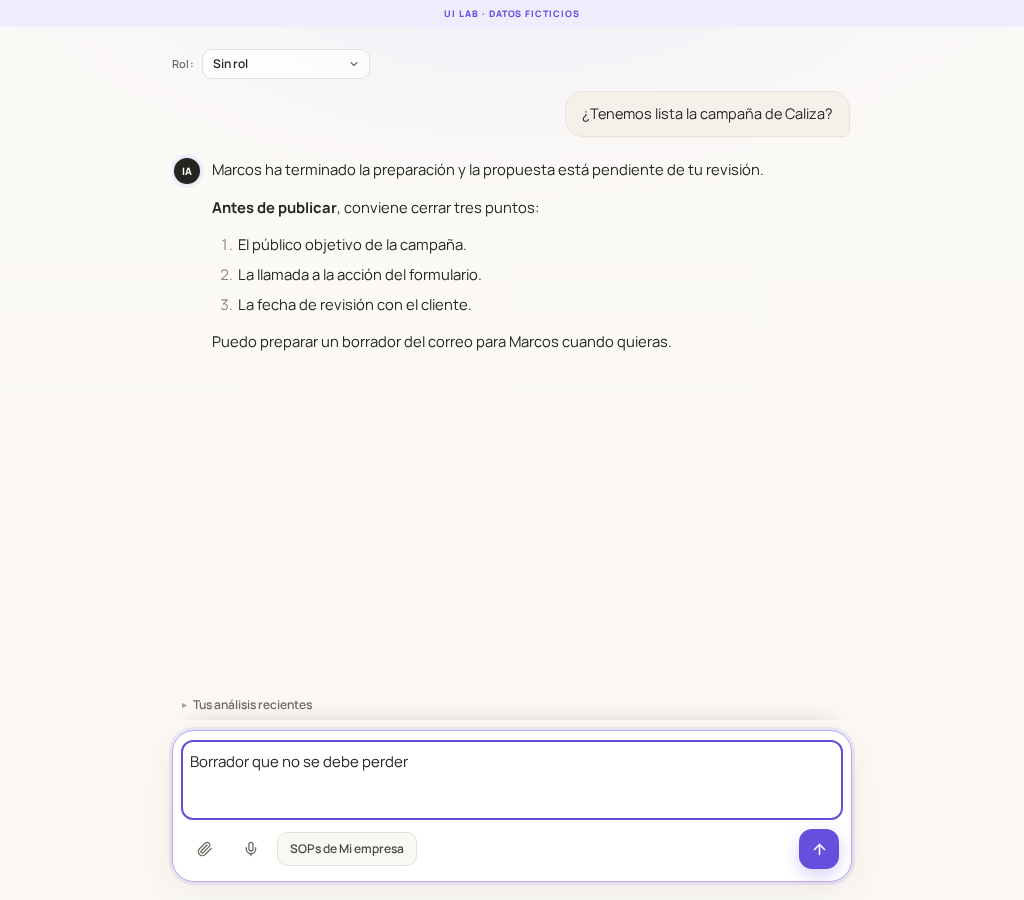 UI LAB · DATOS FICTICIOS
Rol:
Sin rol
¿Tenemos lista la campaña de Caliza?
IA
Marcos ha terminado la preparación y la propuesta está pendiente de tu revisión.
Antes de publicar, conviene cerrar tres puntos:
1. El público objetivo de la campaña.
2. La llamada a la acción del formulario.
3. La fecha de revisión con el cliente.
Puedo preparar un borrador del correo para Marcos cuando quieras.
Tus análisis recientes
Borrador que no se debe perder
SOPs de Mi empresa